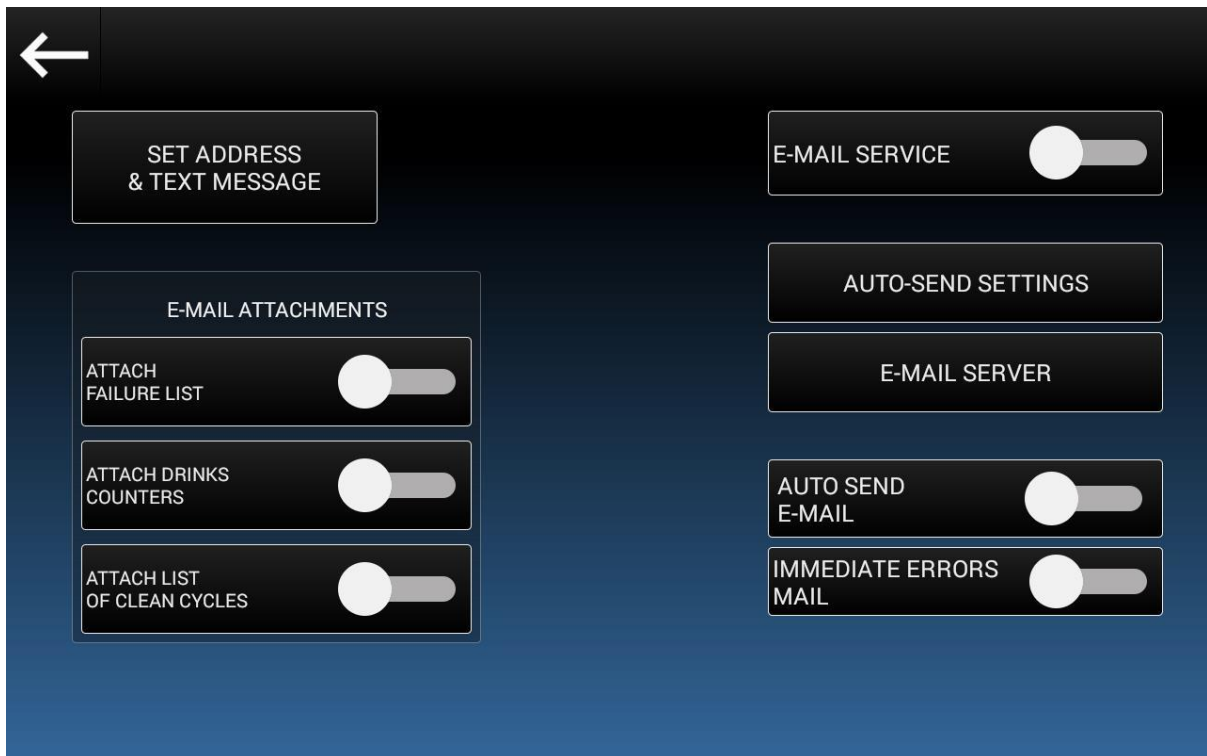 SET ADDRESS
& TEXT MESSAGE
E-MAIL ATTACHMENTS
ATTACH
FAILURE LIST
ATTACH DRINKS
COUNTERS
ATTACH LIST
OF CLEAN CYCLES
E-MAIL SERVICE
AUTO-SEND SETTINGS
E-MAIL SERVER
AUTO SEND
E-MAIL
IMMEDIATE ERRORS
MAIL